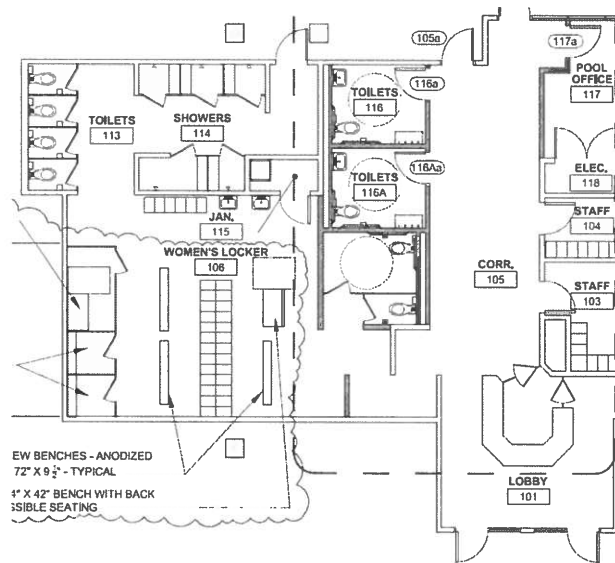 105a
117a
POOL
OFFICE
117
116a
TOILETS
116
TOILETS
113
SHOWERS
114
116Aa
TOILETS
116A
ELEC.
118
STAFF
104
JAN.
115
WOMEN'S LOCKER
106
CORR.
105
STAFF
103
EW BENCHES - ANODIZED
72" X 9 ½" - TYPICAL
4" X 42" BENCH WITH BACK
SSIBLE SEATING
LOBBY
101